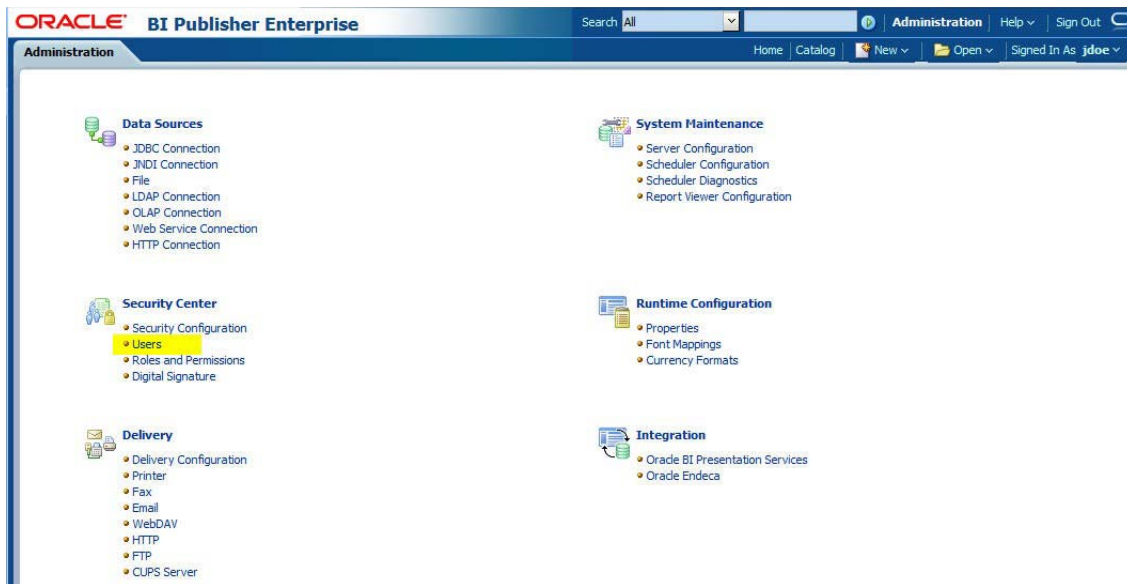 ORACLE BI Publisher Enterprise Search All Administration Help Sign Out
Administration Home Catalog New Open Signed In As jdoe
Data Sources
JDBC Connection
JNDI Connection
File
LDAP Connection
OLAP Connection
Web Service Connection
HTTP Connection
System Maintenance
Server Configuration
Scheduler Configuration
Scheduler Diagnostics
Report Viewer Configuration
Security Center
Security Configuration
Users
Roles and Permissions
Digital Signature
Runtime Configuration
Properties
Font Mappings
Currency Formats
Delivery
Delivery Configuration
Printer
Fax
Email
WebDAV
HTTP
FTP
CUPS Server
Integration
Oracle BI Presentation Services
Oracle Endeca